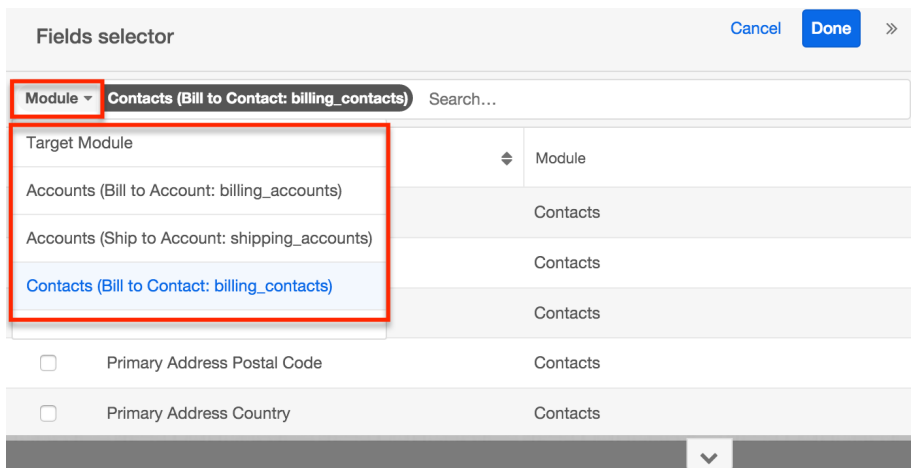 Fields selector
Cancel
Done
Module
Contacts (Bill to Contact: billing_contacts)
Search...
Target Module
Accounts (Bill to Account: billing_accounts)
Accounts (Ship to Account: shipping_accounts)
Contacts (Bill to Contact: billing_contacts)
Module
Contacts
Contacts
Contacts
Primary Address Postal Code Contacts
Primary Address Country Contacts